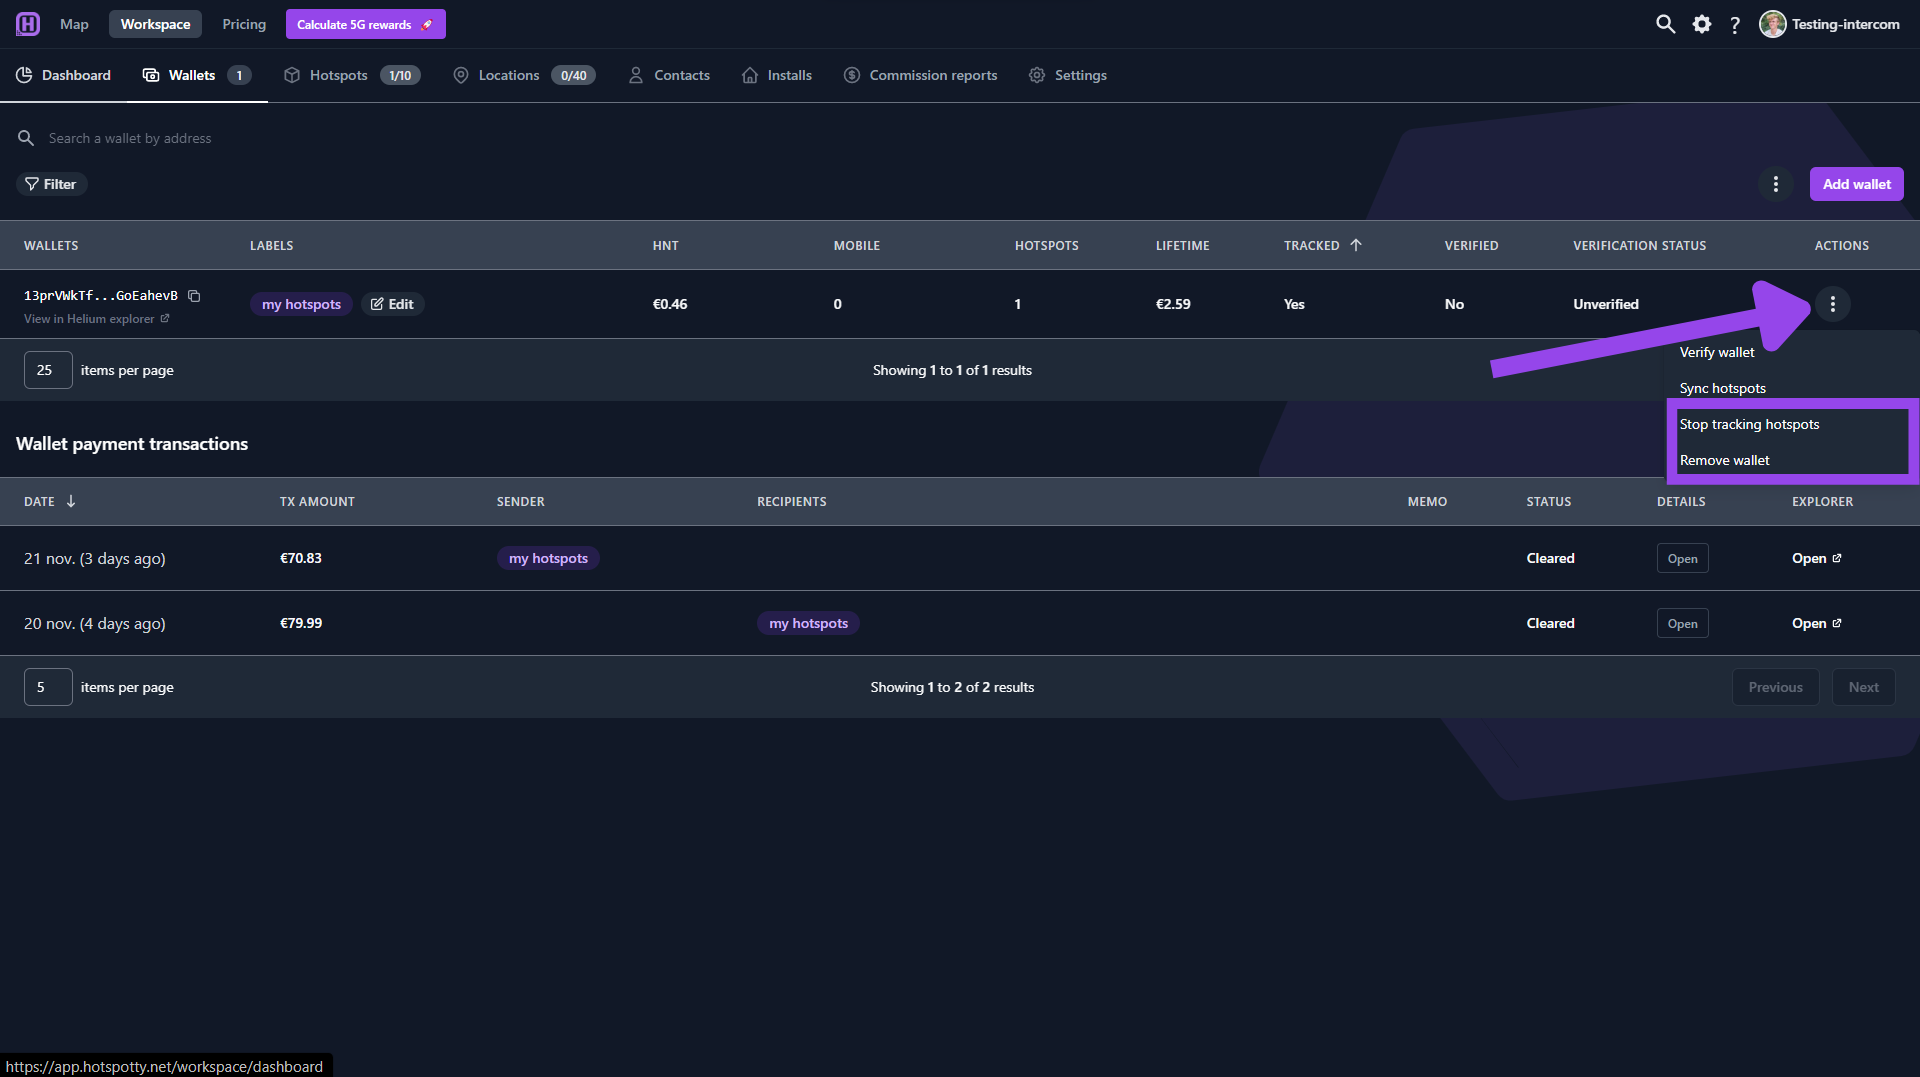 Map Workspace Pricing Calculate 5G rewards Testing-intercom
Dashboard Wallets 1 Hotspots 1/10 Locations 0/40 Contacts Installs Commission reports Settings
Search a wallet by address
Filter
Add wallet
WALLETS LABELS HNT MOBILE HOTSPOTS LIFETIME TRACKED VERIFIED VERIFICATION STATUS ACTIONS
13prVWkTf...GoEahevB my hotspots Edit €0.46 0 1 €2.59 Yes No Unverified
View in Helium explorer
Verify wallet
25 items per page Showing 1 to 1 of 1 results
Sync hotspots
Stop tracking hotspots
Wallet payment transactions
Remove wallet
DATE TX AMOUNT SENDER RECIPIENTS MEMO STATUS DETAILS EXPLORER
21 nov. (3 days ago) €70.83 my hotspots Cleared Open Open
20 nov. (4 days ago) €79.99 my hotspots Cleared Open Open
5 items per page Showing 1 to 2 of 2 results Previous Next
https://app.hotspotty.net/workspace/dashboard